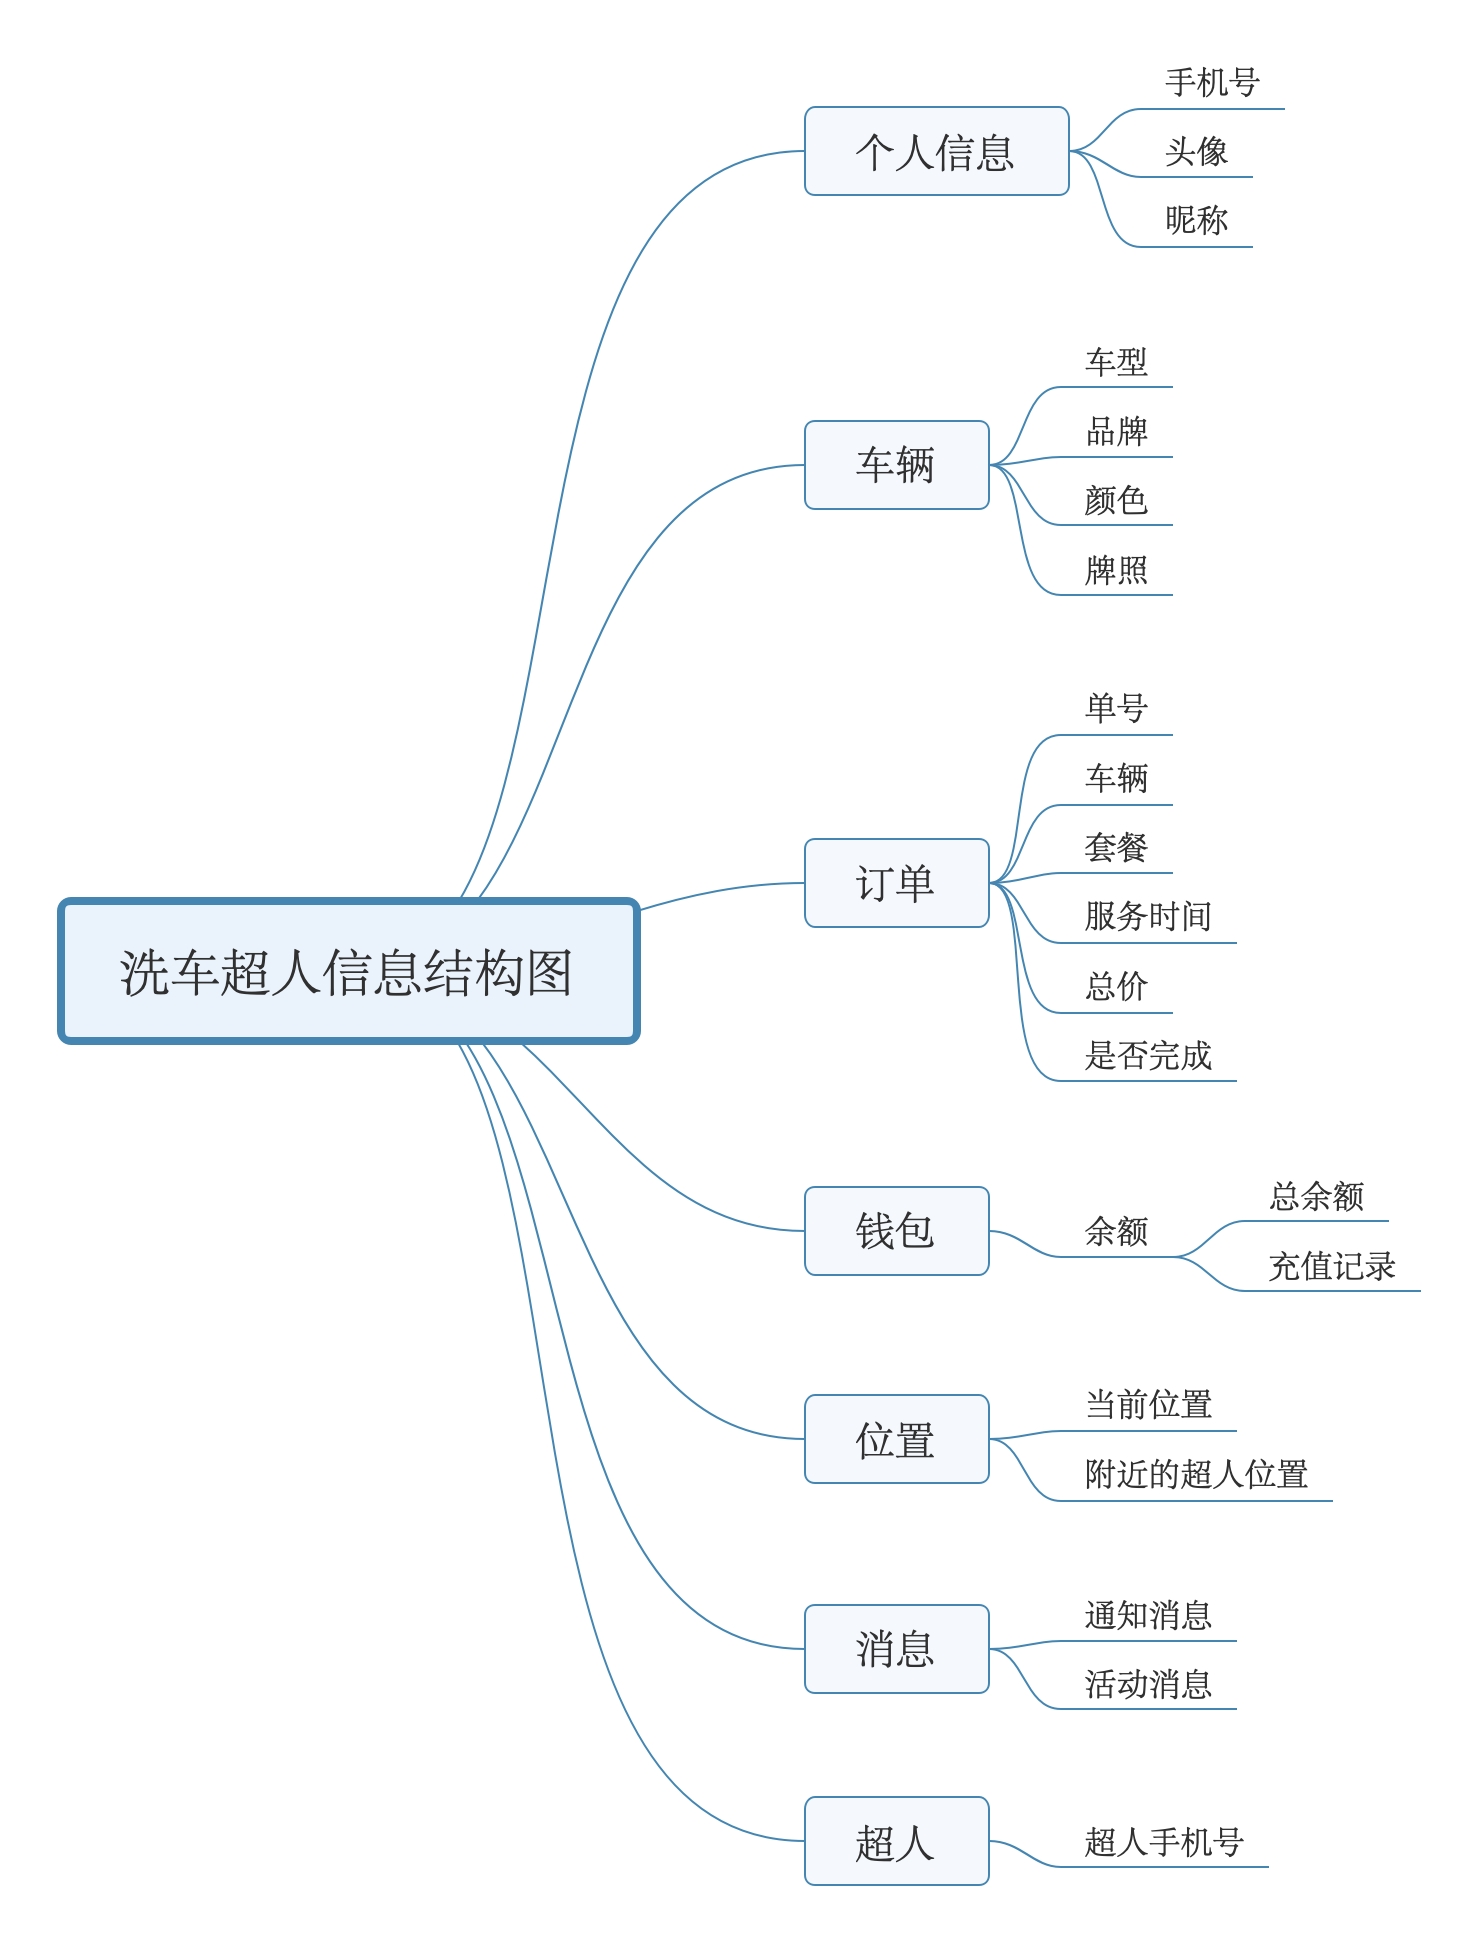 洗车超人信息结构图
个人信息
手机号
头像
昵称
车辆
车型
品牌
颜色
牌照
订单
单号
车辆
套餐
服务时间
总价
是否完成
钱包
余额
总余额
充值记录
位置
当前位置
附近的超人位置
消息
通知消息
活动消息
超人
超人手机号